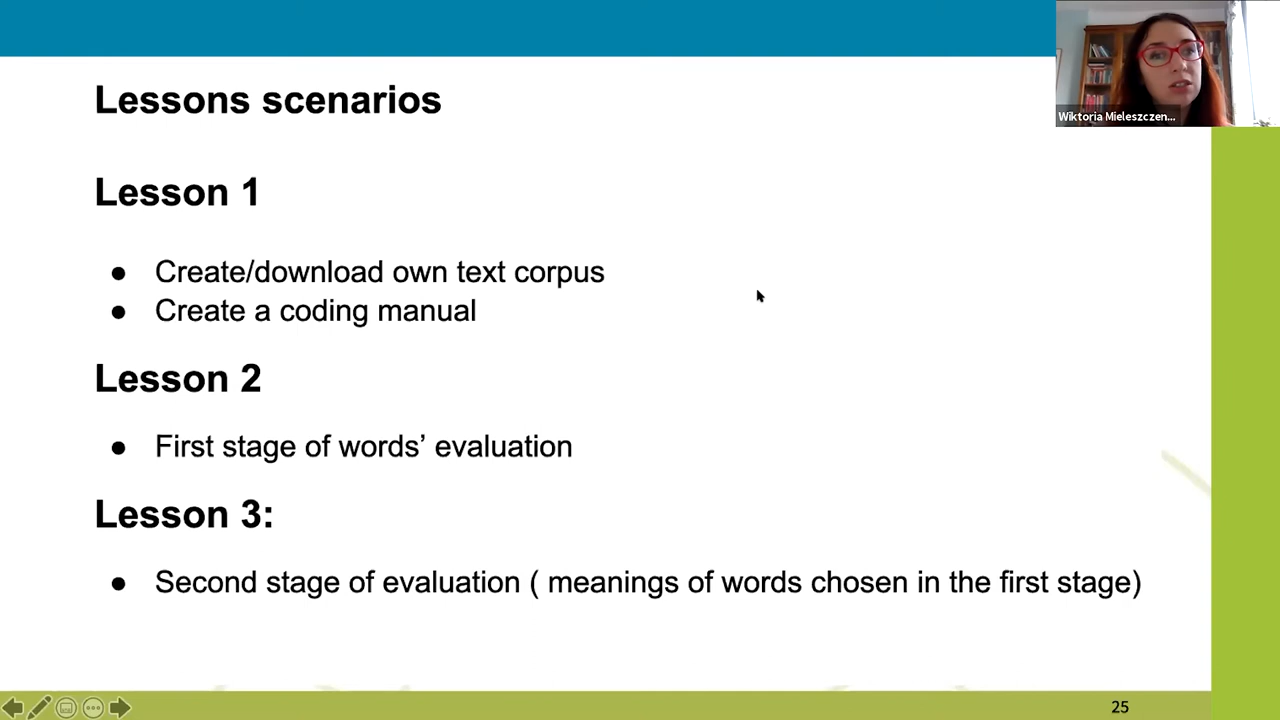 Wiktoria Mieleszczen...
Lessons scenarios
Lesson 1
● Create/download own text corpus
● Create a coding manual
Lesson 2
● First stage of words’ evaluation
Lesson 3:
● Second stage of evaluation ( meanings of words chosen in the first stage)
25